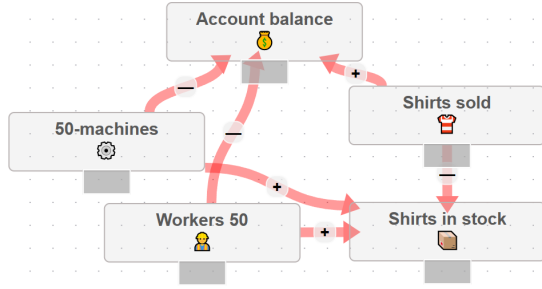 Account balance
$
—
+
Shirts sold
50-machines
—
—
+
Workers 50
+
Shirts in stock